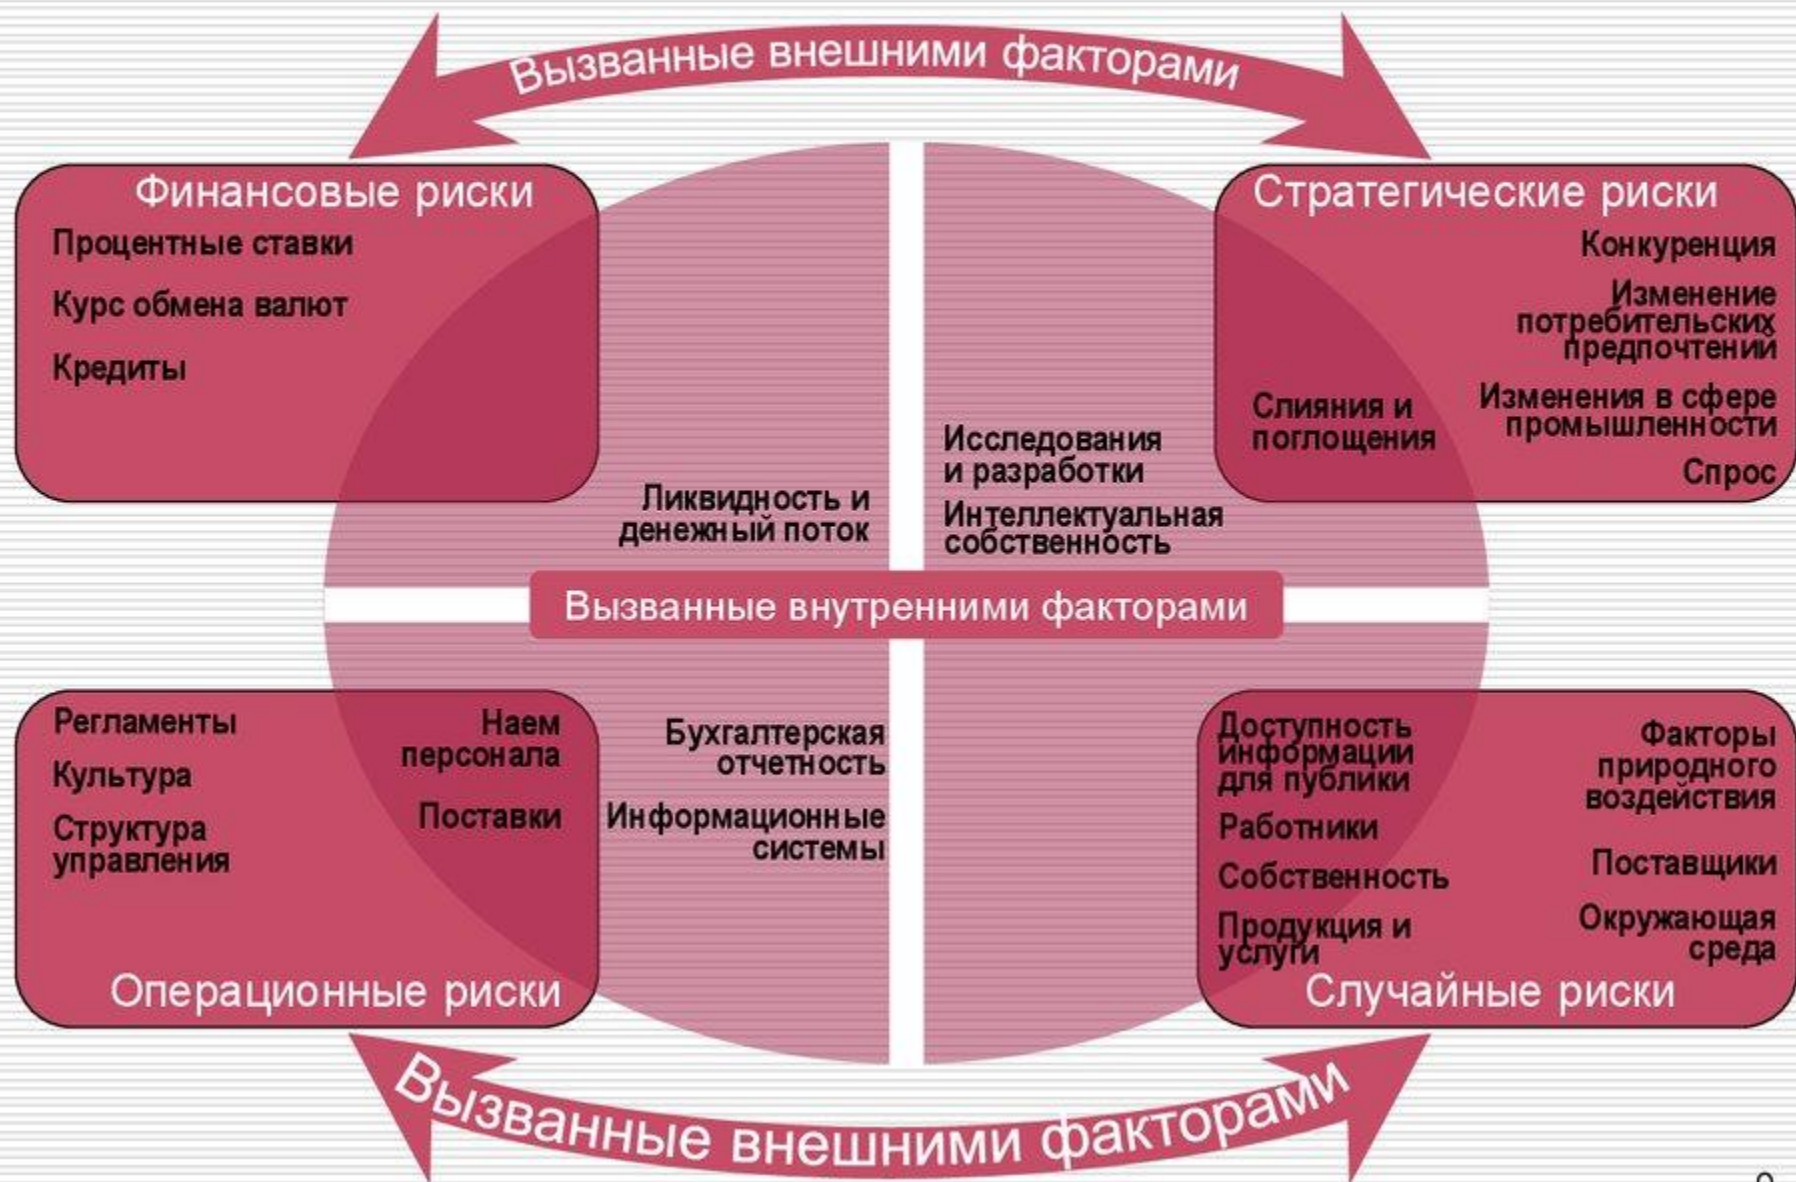 Вызванные внешними факторами
Финансовые риски
Процентные ставки
Курс обмена валют
Кредиты
Ликвидность и
денежный поток
Стратегические риски
Конкуренция
Изменение
потребительских
предпочтений
Изменения в сфере
промышленности
Спрос
Слияния и
поглощения
Исследования
и разработки
Интеллектуальная
собственность
Вызванные внутренними факторами
Регламенты
Культура
Структура
управления
Наем
персонала
Поставки
Бухгалтерская
отчетность
Информационные
системы
Операционные риски
Доступность
информации
для публики
Работники
Собственность
Продукция и
услуги
Факторы
природного
воздействия
Поставщики
Окружающая
среда
Случайные риски
Вызванные внешними факторами